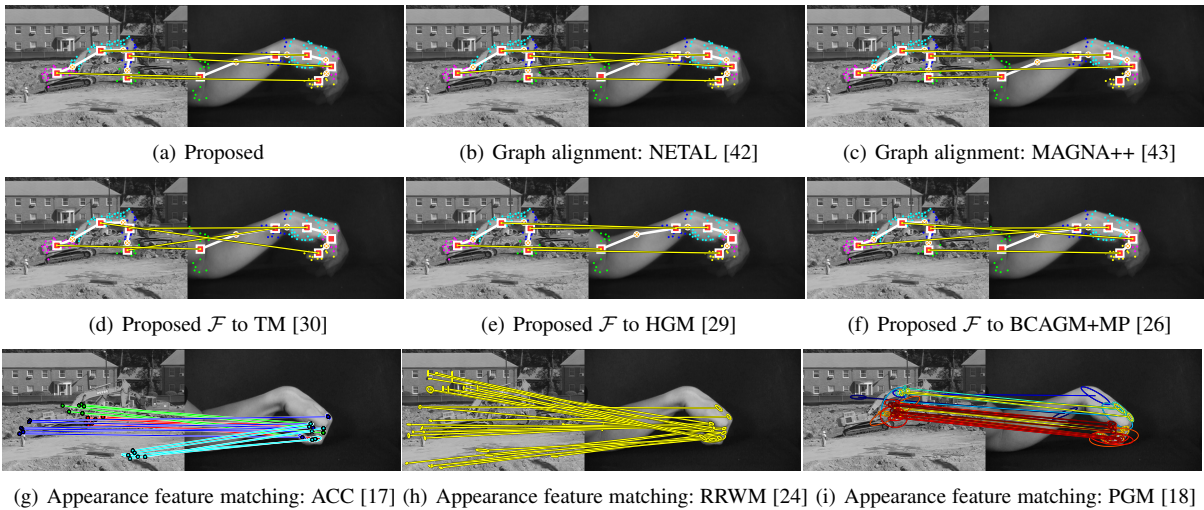 (a) Proposed
(b) Graph alignment: NETAL [42]
(c) Graph alignment: MAGNA++ [43]
(d) Proposed F to TM [30]
(e) Proposed F to HGM [29]
(f) Proposed F to BCAGM+MP [26]
(g) Appearance feature matching: ACC [17]
(h) Appearance feature matching: RRWM [24]
(i) Appearance feature matching: PGM [18]